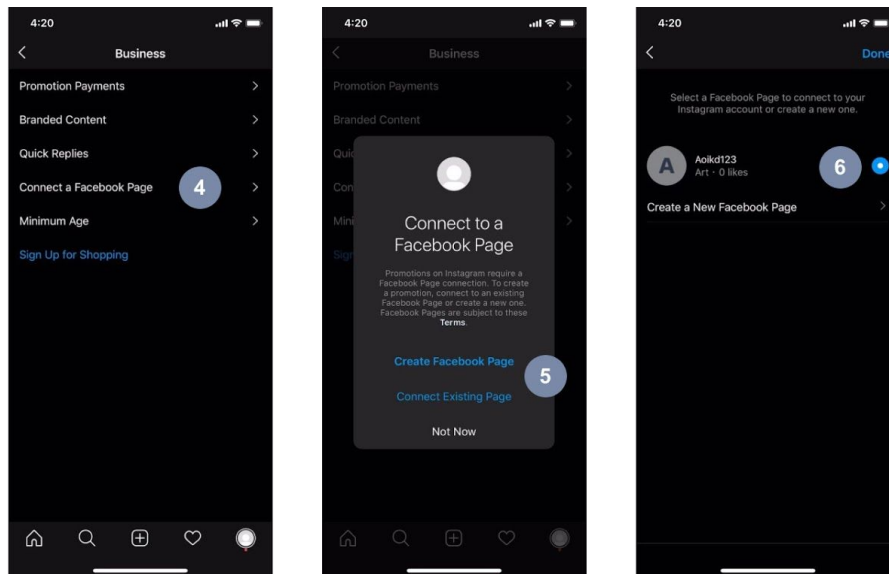 4:20
Business
Promotion Payments
Branded Content
Quick Replies
Connect a Facebook Page
4
Minimum Age
Sign Up for Shopping
4:20
Business
Promotion Payments
Branded Content
Quic
Con
Mini
Sign
Connect to a
Facebook Page
Promotions on Instagram require a
Facebook Page connection. To create
a promotion, connect to an existing
Facebook Page or create a new one.
Facebook Pages are subject to these
Terms.
Create Facebook Page
5
Connect Existing Page
Not Now
4:20
Done
Select a Facebook Page to connect to your
Instagram account or create a new one.
A
Aoikd123
Art · 0 likes
6
Create a New Facebook Page